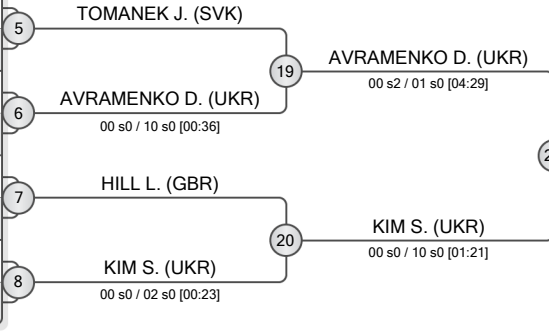 TOMANEK J. (SVK)
5
19
AVRAMENKO D. (UKR)
00 s2 / 01 s0 [04:29]
AVRAMENKO D. (UKR)
6
00 s0 / 10 s0 [00:36]
HILL L. (GBR)
7
20
KIM S. (UKR)
00 s0 / 10 s0 [01:21]
KIM S. (UKR)
8
00 s0 / 02 s0 [00:23]